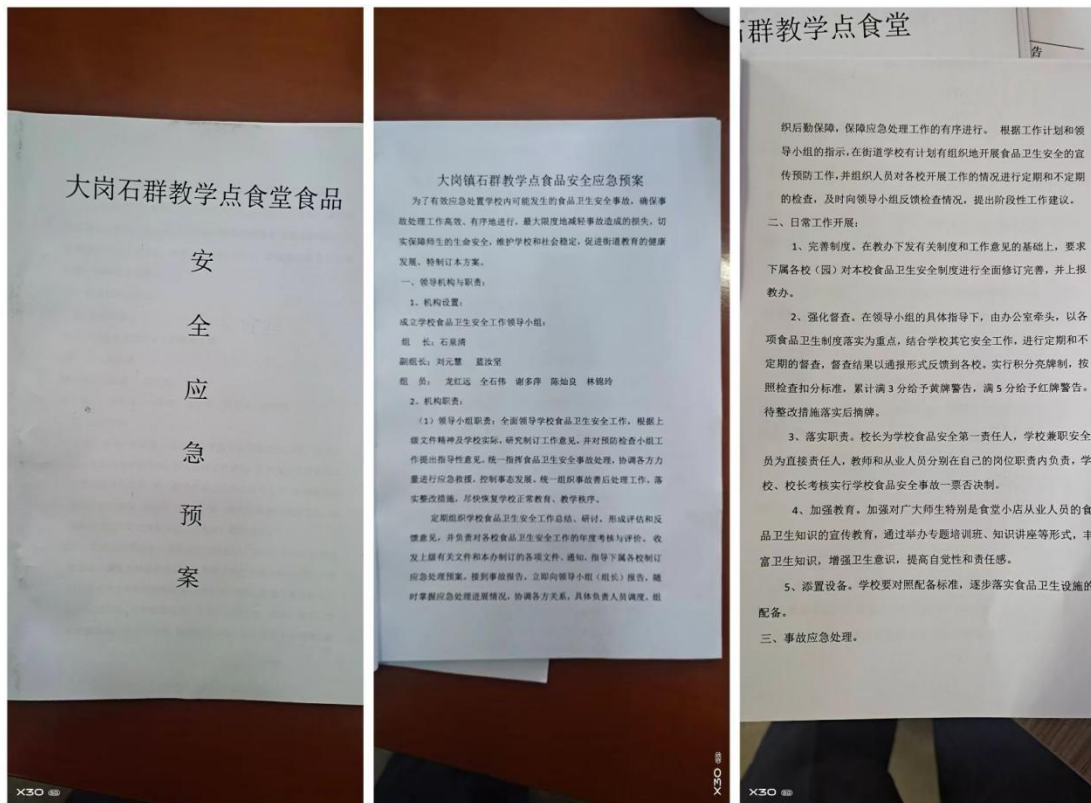 大岗石群教学点食堂食品
安
全
应
急
预
案
X30 5G
大岗镇石群教学点食品安全应急预案
为了有效应急处置学校内可能发生的食品卫生安全事故，确保事
故处理工作高效、有序地进行，最大限度地减轻事故造成的损失，切
实保障师生的生命安全，维护学校和社会稳定，促进街道教育的健康
发展、特制订本方案。
一、领导机构与职责：
1、机构设置：
成立学校食品卫生安全工作领导小组：
组 长：石泉清
副组长：刘元慧 蓝汝坚
组 员： 龙红远 全石伟 谢多萍 陈灿良 林锦玲
2、机构职责：
（1）领导小组职责：全面领导学校食品卫生安全工作，根据上
级文件精神及学校实际，研究制订工作意见，并对预防检查小组工
作提出指导性意见。统一指挥食品卫生安全事故处理，协调各方力
量进行应急救援，控制事态发展。统一组织事故善后处理工作，落
实整改措施，尽快恢复学校正常教育、教学秩序。
定期组织学校食品卫生安全工作总结、研讨，形成评估和反
馈意见，并负责对各校食品卫生安全工作的年度考核与评价。 收
发上级有关文件和本办制订的各项文件、通知、指导下属各校制订
应急处理预案。接到事故报告，立即向领导小组（组长）报告，随
时掌握应急处理进展情况，协调各方关系，具体负责人员调度，组
X30 5G
石群教学点食堂
告
织后勤保障，保障应急处理工作的有序进行。 根据工作计划和领
导小组的指示，在街道学校有计划有组织地开展食品卫生安全的宣
传预防工作，并组织人员对各校开展工作的情况进行定期和不定期
的检查，及时向领导小组反馈检查情况，提出阶段性工作建议。
二、日常工作开展：
1、完善制度。在教办下发有关制度和工作意见的基础上，要求
下属各校（园）对本校食品卫生安全制度进行全面修订完善，并上报
教办。
2、强化督查。在领导小组的具体指导下，由办公室牵头，以各
项食品卫生制度落实为重点，结合学校其它安全工作，进行定期和不
定期的督查，督查结果以通报形式反馈到各校。实行积分亮牌制，按
照检查扣分标准，累计满 3 分给予黄牌警告，满 5 分给予红牌警告。
待整改措施落实后摘牌。
3、落实职责。校长为学校食品安全第一责任人，学校兼职安全
员为直接责任人，教师和从业人员分别在自己的岗位职责内负责，学
校、校长考核实行学校食品安全事故一票否决制。
4、加强教育。加强对广大师生特别是食堂小店从业人员的食
品卫生知识的宣传教育，通过举办专题培训班、知识讲座等形式，丰
富卫生知识，增强卫生意识，提高自觉性和责任感。
5、添置设备。学校要对照配备标准，逐步落实食品卫生设施的
配备。
三、事故应急处理。
X30 5G